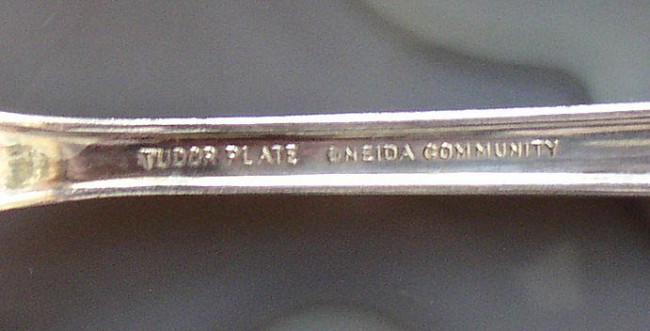 TUDOR PLATE ONEIDA COMMUNITY